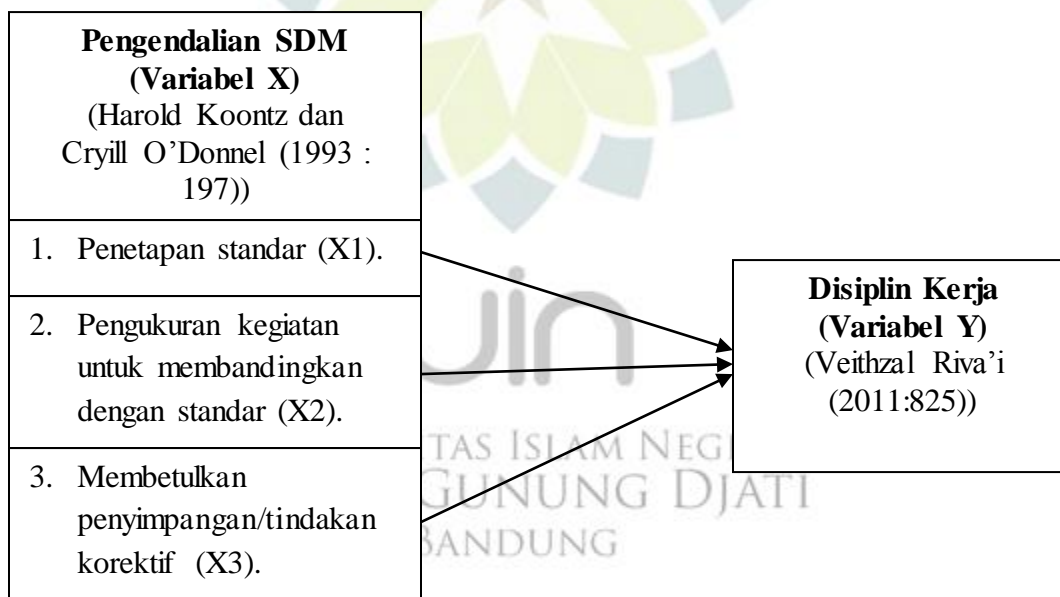 Pengendalian SDM
(Variabel X)
(Harold Koontz dan
Cryill O’Donnel (1993 :
197))
1. Penetapan standar (X1).
2. Pengukuran kegiatan
untuk membandingkan
dengan standar (X2).
3. Membetulkan
penyimpangan/tindakan
korektif (X3).
Disiplin Kerja
(Variabel Y)
(Veithzal Riva’i
(2011:825))
uin
TAS ISLAM NEG
GUNUNG DJATI
BANDUNG